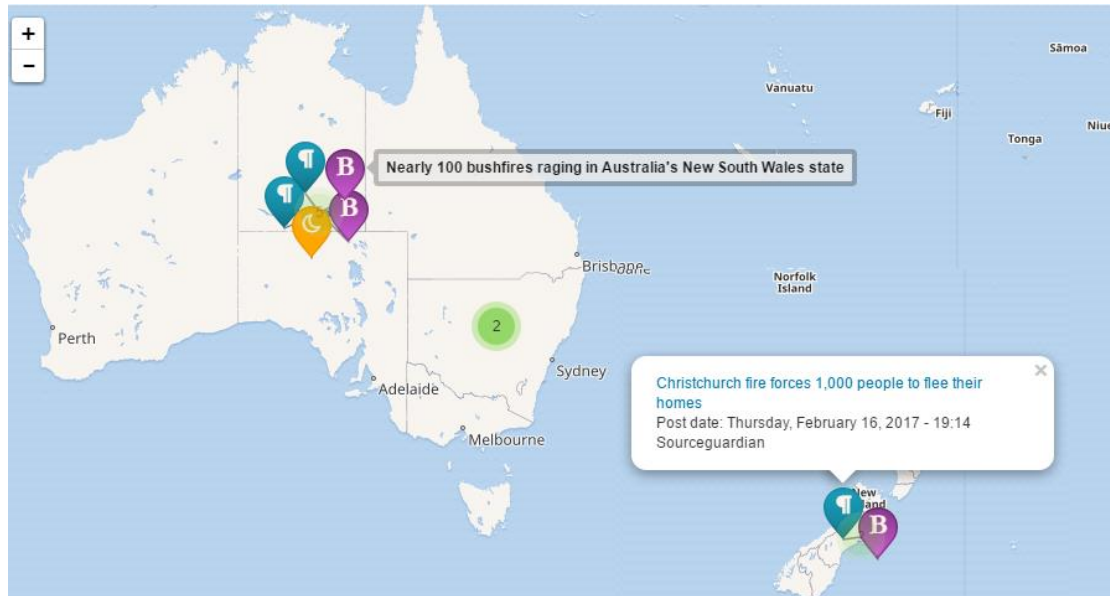 +
−
Sāmoa
Vanuatu
Fiji
Tonga
Niue
¶
B
Nearly 100 bushfires raging in Australia's New South Wales state
¶
B
Brisbane
Norfolk
Island
2
Perth
Sydney
Adelaide
Melbourne
×
Christchurch fire forces 1,000 people to flee their
homes
Post date: Thursday, February 16, 2017 - 19:14
Sourceguardian
New
¶
B